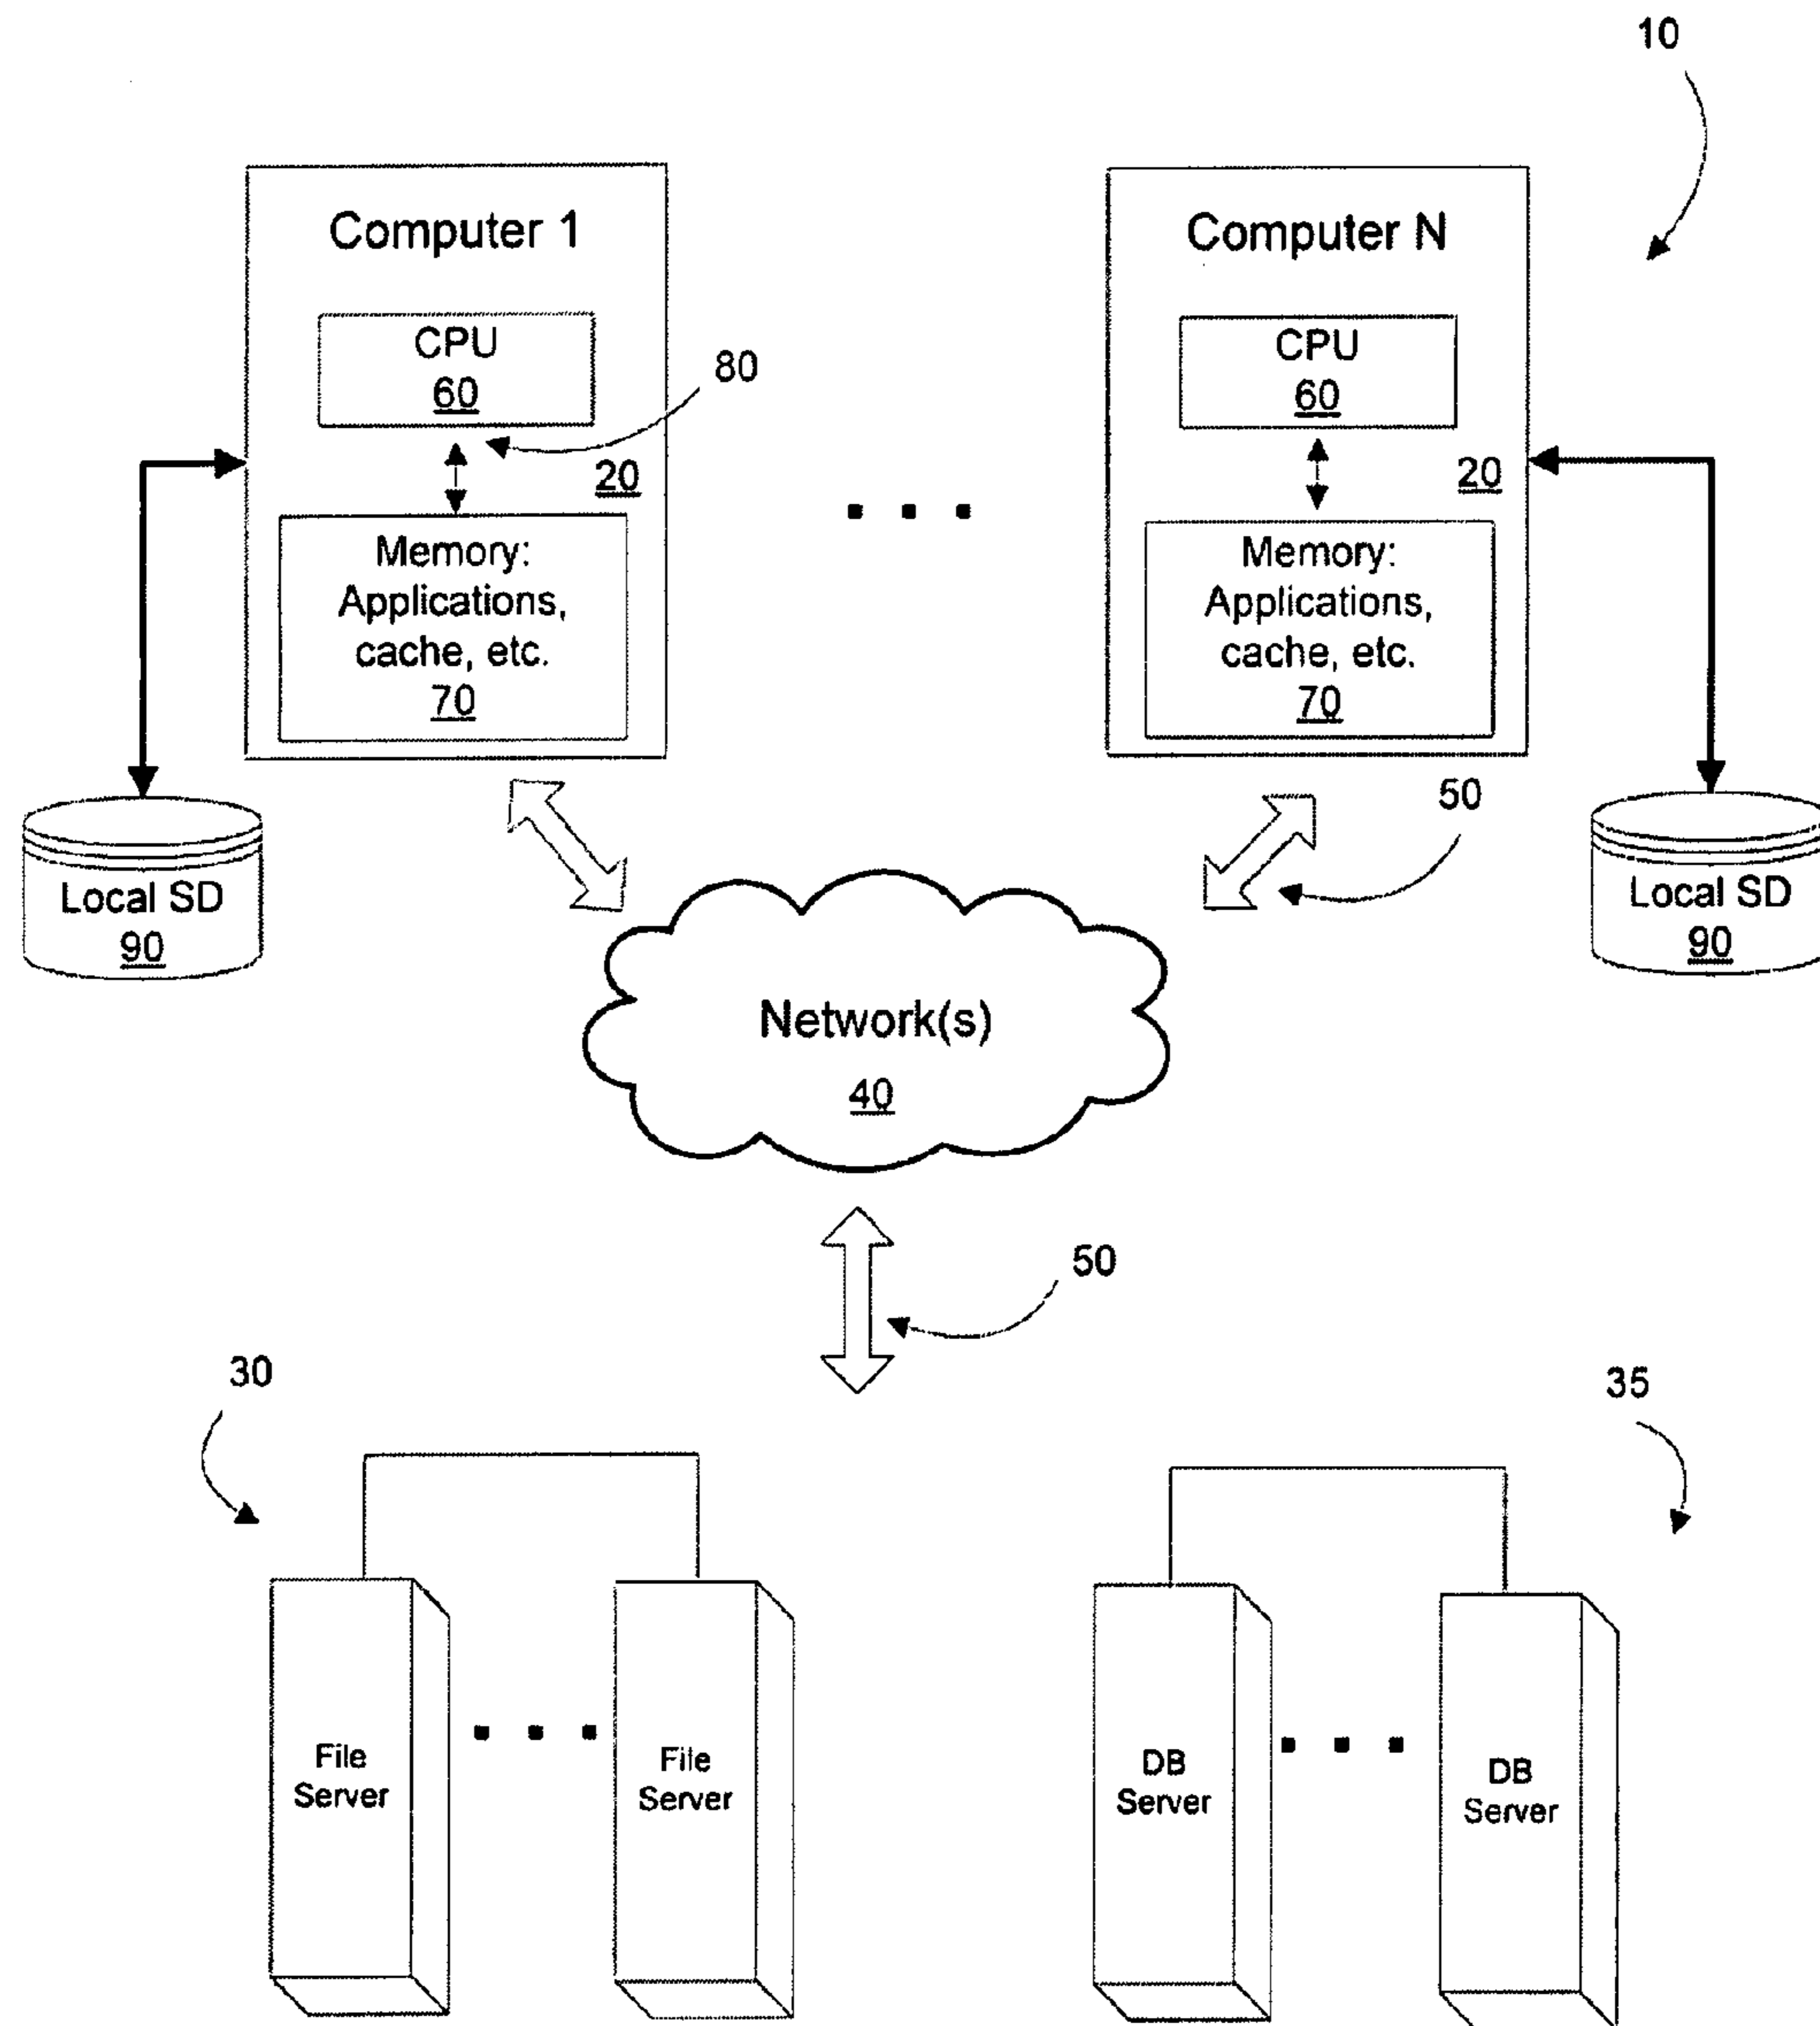 10
Computer 1
CPU
60
80
20
Memory:
Applications,
cache, etc.
70
Computer N
CPU
60
20
Memory:
Applications,
cache, etc.
70
Local SD
90
50
Local SD
90
Network(s)
40
50
30
35
File
Server
File
Server
DB
Server
DB
Server